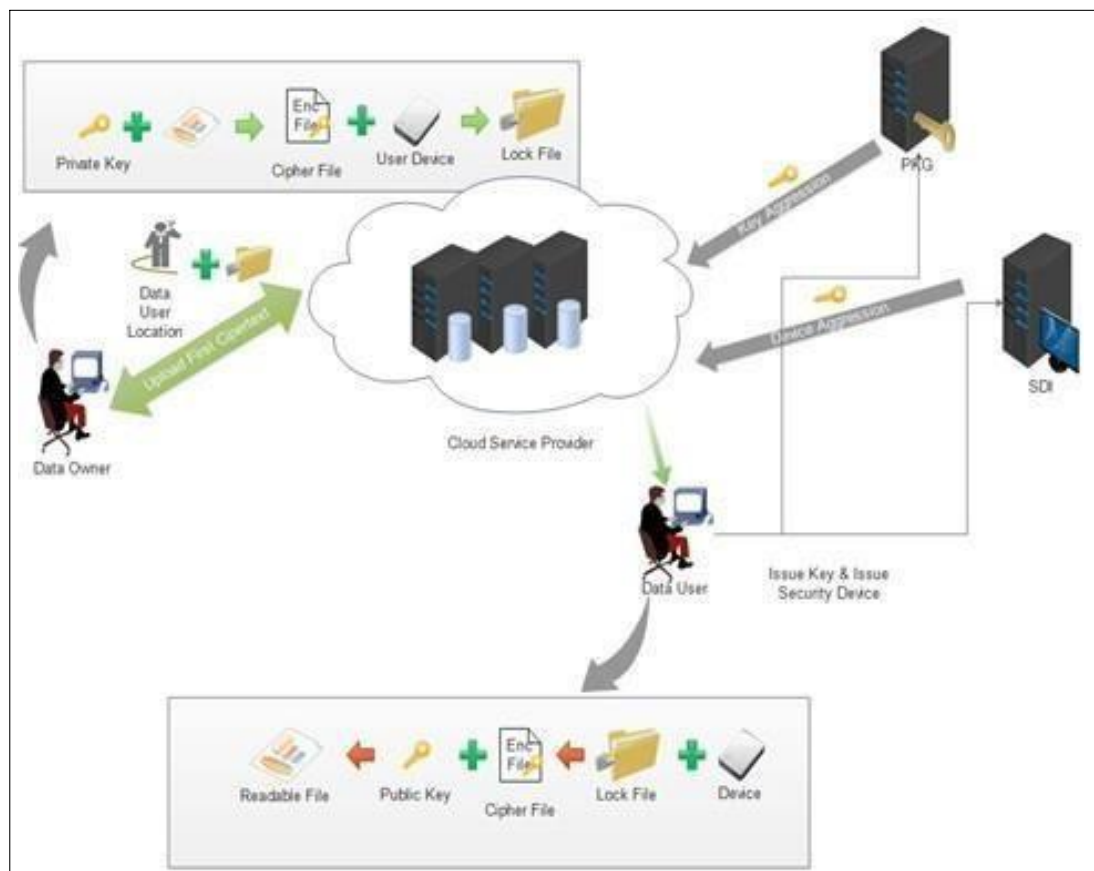 Enc
File
Private Key
Cipher File
User Device
Lock File
PKG
Key Aggression
Data
User
Location
Upload First Cipertext
Device Aggression
SDI
Data Owner
Cloud Service Provider
Data User
Issue Key & Issue
Security Device
Enc
File
Readable File
Public Key
Cipher File
Lock File
Device